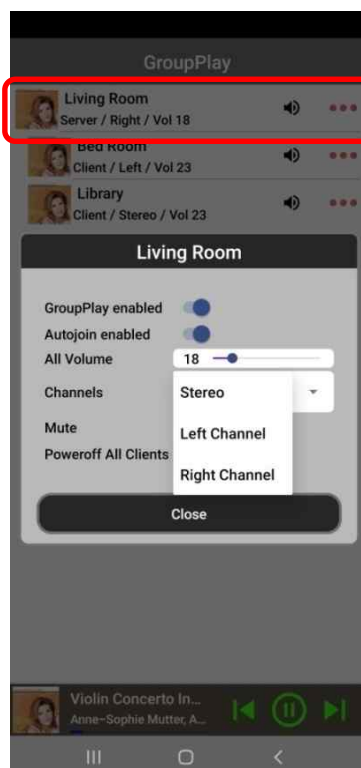 GroupPlay
Living Room
Server / Right / Vol 18
Bed Room
Client / Left / Vol 23
Library
Client / Stereo / Vol 23
Living Room
GroupPlay enabled
Autojoin enabled
All Volume 18
Channels Stereo
Mute Left Channel
Poweroff All Clients Right Channel
Close
Violin Concerto In...
Anne-Sophie Mutter, A...